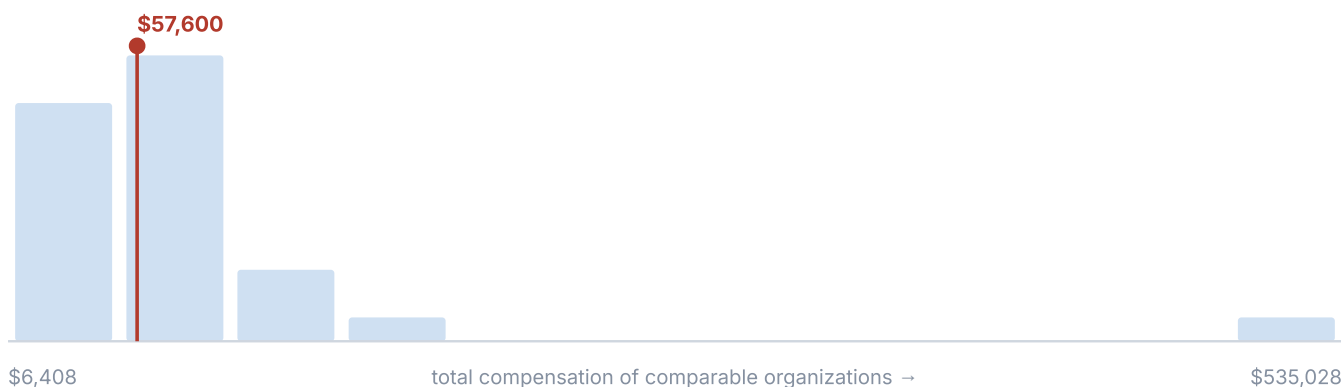 $57,600
$6,408 total compensation of comparable organizations → $535,028